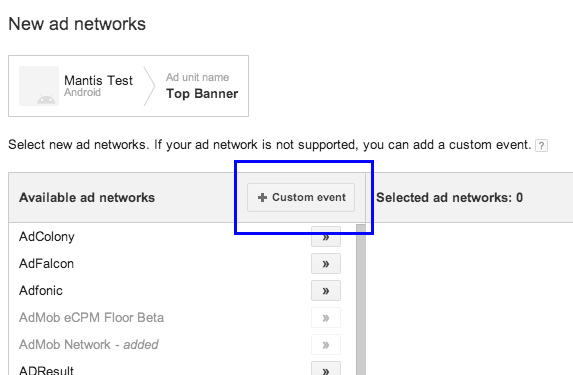 New ad networks
Mantis Test
Android
Ad unit name
Top Banner
Select new ad networks. If your ad network is not supported, you can add a custom event. ?
Available ad networks
+ Custom event
Selected ad networks: 0
AdColony »
AdFalcon »
Adfonic »
AdMob eCPM Floor Beta »
AdMob Network - added »
ADResult »